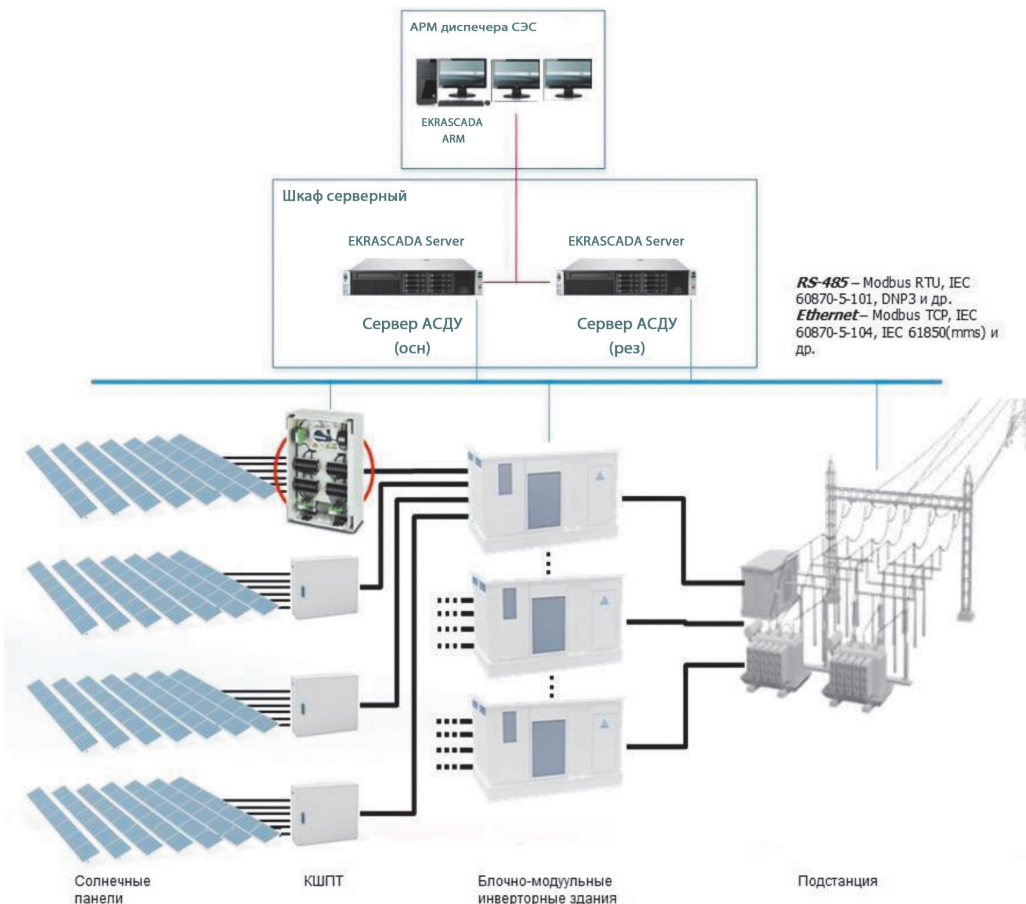 АРМ диспечера СЭС
EKRASCADA
ARM
Шкаф серверный
EKRASCADA Server
EKRASCADA Server
Сервер АСДУ
(осн)
Сервер АСДУ
(рез)
RS-485 – Modbus RTU, IEC
60870-5-101, DNP3 и др.
Ethernet – Modbus TCP, IEC
60870-5-104, IEC 61850(mms) и
др.
Солнечные
панели
КШПТ
Блочно-модуульные
инверторные здания
Подстанция